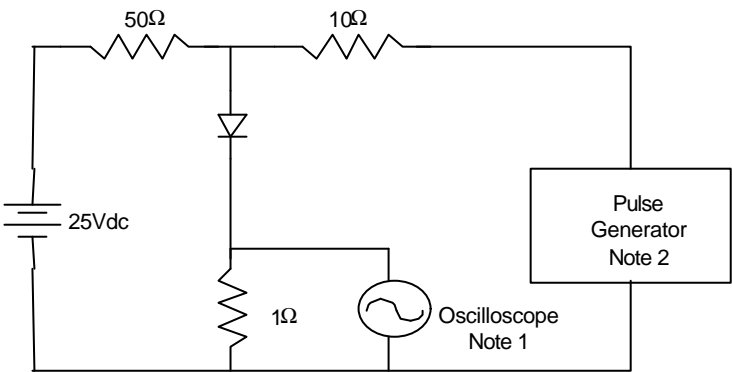 50Ω
10Ω
25Vdc
Pulse
Generator
Note 2
1Ω
Oscilloscope
Note 1